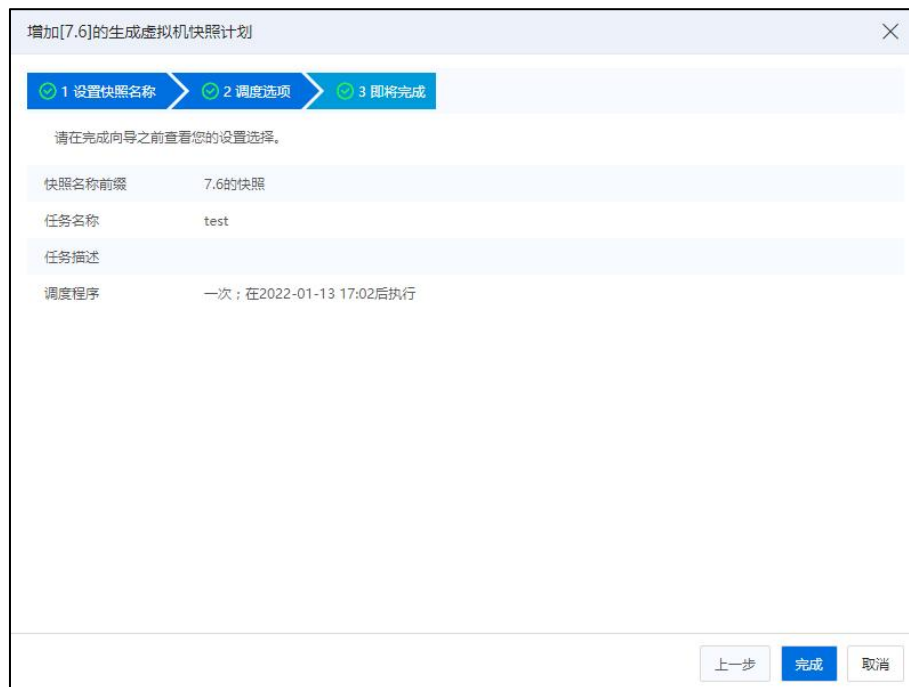 增加[7.6]的生成虚拟机快照计划
1 设置快照名称 2 调度选项 3 即将完成
请在完成向导之前查看您的设置选择。
快照名称前缀 7.6的快照
任务名称 test
任务描述
调度程序 一次；在2022-01-13 17:02后执行
上一步 完成 取消